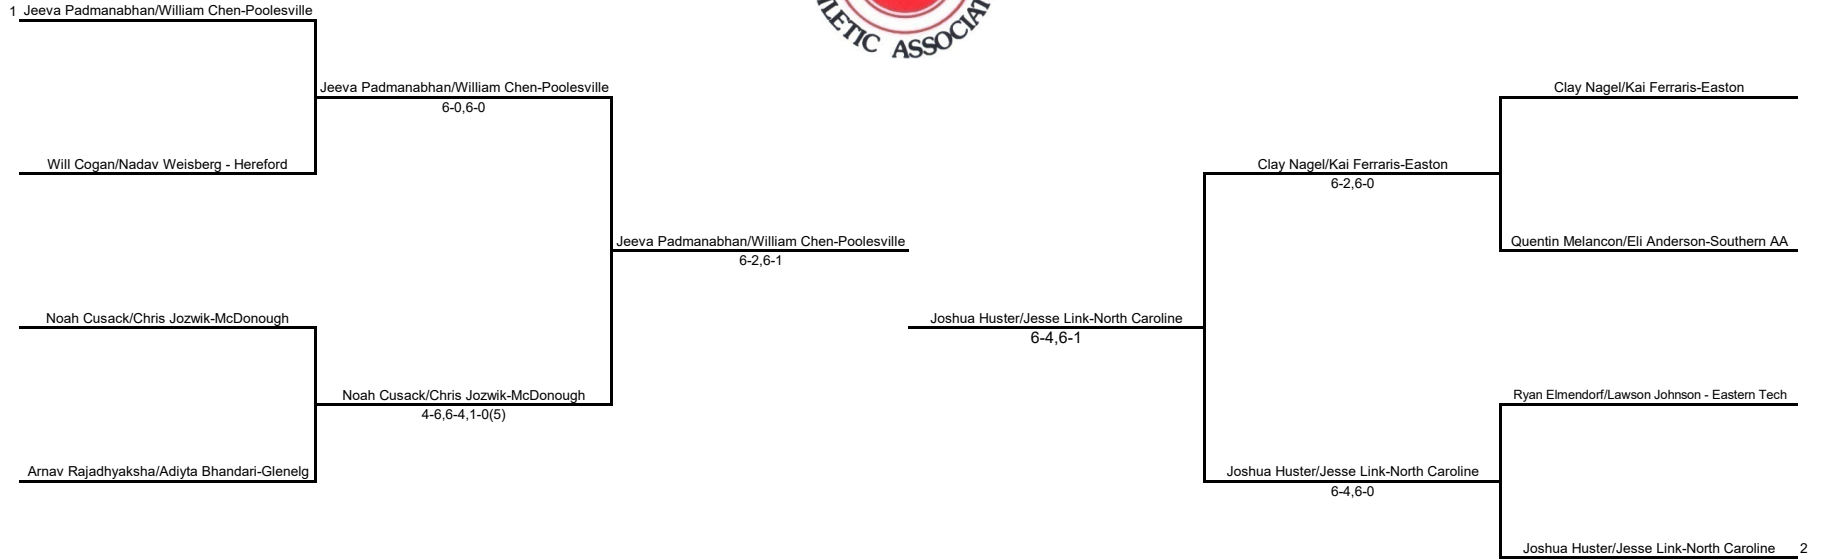 1 Jeeva Padmanabhan/William Chen-Poolesville
LETIC ASSOCIAT
Jeeva Padmanabhan/William Chen-Poolesville
6-0,6-0
Clay Nagel/Kai Ferraris-Easton
Will Cogan/Nadav Weisberg - Hereford
Clay Nagel/Kai Ferraris-Easton
6-2,6-0
Jeeva Padmanabhan/William Chen-Poolesville
6-2,6-1
Quentin Melancon/Eli Anderson-Southern AA
Noah Cusack/Chris Jozwik-McDonough
Joshua Huster/Jesse Link-North Caroline
6-4,6-1
Noah Cusack/Chris Jozwik-McDonough
4-6,6-4,1-0(5)
Ryan Elmendorf/Lawson Johnson - Eastern Tech
Arnav Rajadhyaksha/Adiyta Bhandari-Glenelg
Joshua Huster/Jesse Link-North Caroline
6-4,6-0
Joshua Huster/Jesse Link-North Caroline 2